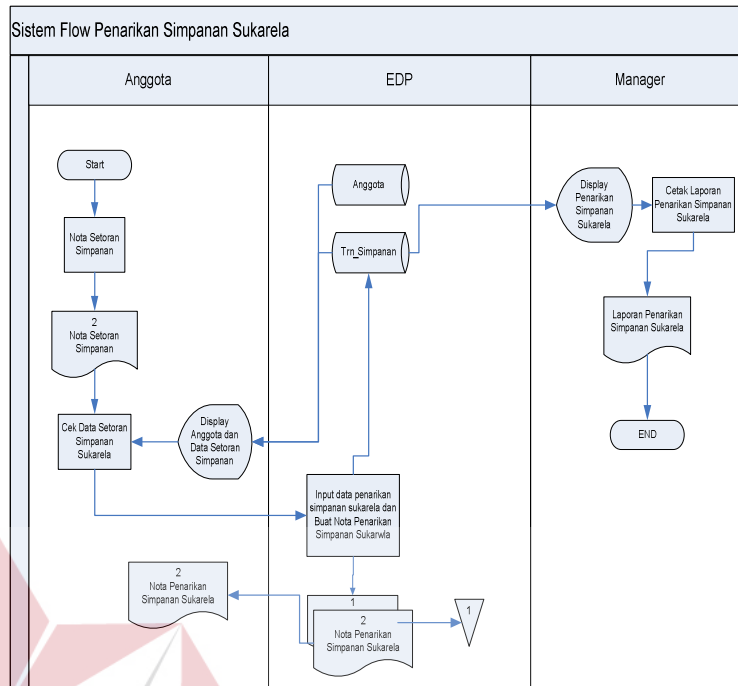 Sistem Flow Penarikan Simpanan Sukarela
Anggota
EDP
Manager
Start
Nota Setoran
Simpanan
2
Nota Setoran
Simpanan
Cek Data Setoran
Simpanan
Sukarela
Display
Anggota dan
Data Setoran
Simpanan
2
Nota Penarikan
Simpanan Sukarela
Anggota
Trn_Simpanan
Input data penarikan
simpanan sukarela dan
Buat Nota Penarikan
Simpanan Sukarwla
1
2
Nota Penarikan
Simpanan Sukarela
1
Display
Penarikan
Simpanan
Sukarela
Cetak Laporan
Penarikan Simpanan
Sukarela
Laporan Penarikan
Simpanan Sukarela
END